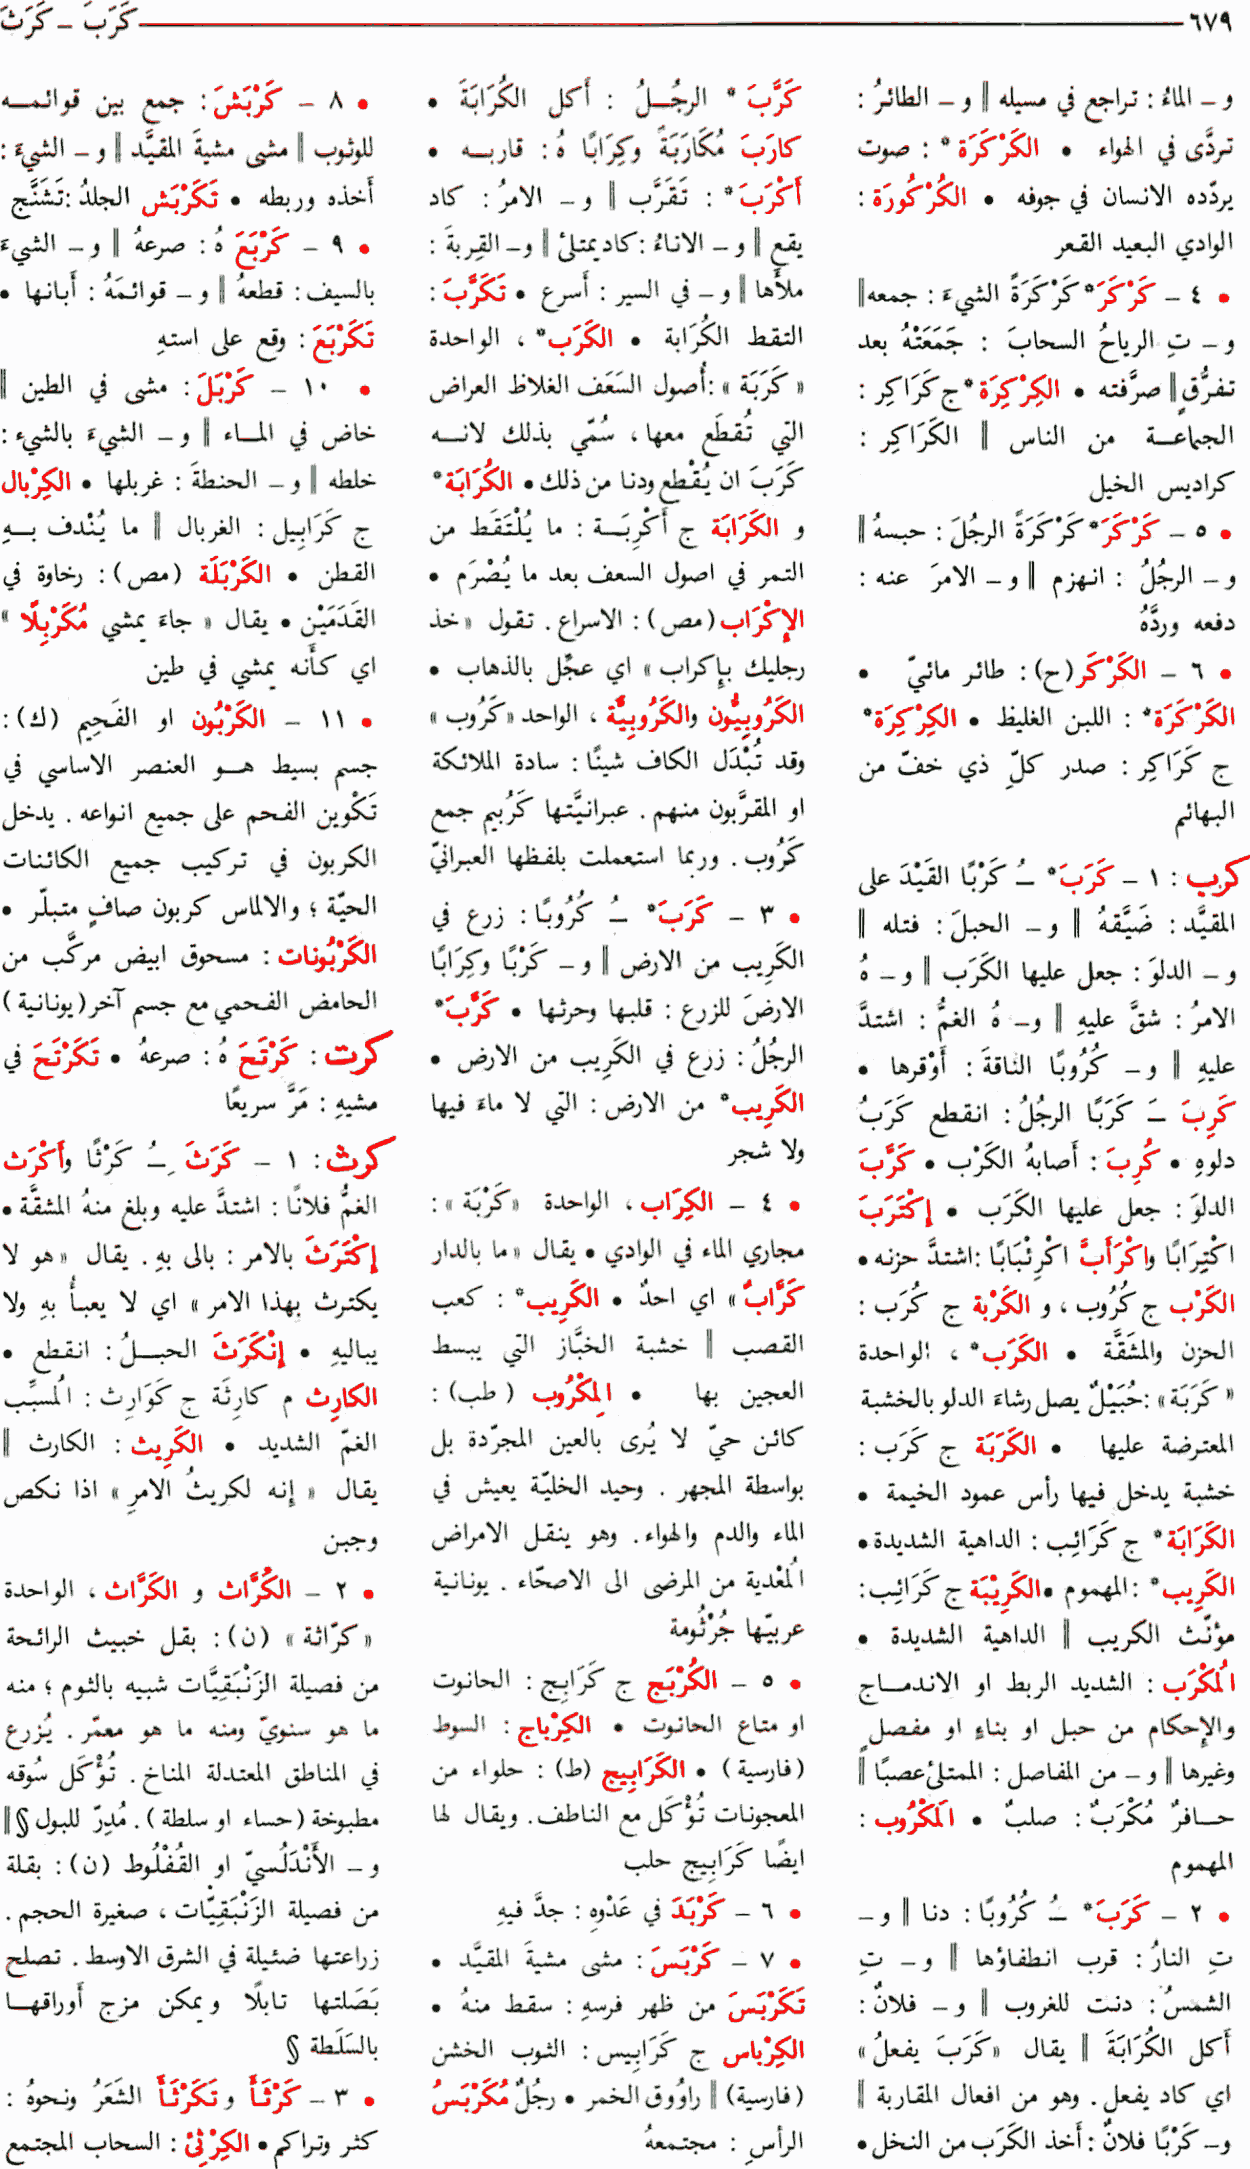 ٦٧٩ كَرَبَ – كَرَثَ
و – الماءُ : تراجع في مسيله ‖ و – الطائرُ :
تردَّى في الهواء • الكَرْكَرَة * : صوت
يردّده الانسان في جوفه • الكُرْكُورَة :
الوادي البعيد القعر
• ٤ – كَرْكَرَ* كَرْكَرَةً الشيءَ : جمعه ‖
و – تِ الرياحُ السحابَ : جَمَعَتْهُ بعد
تفرُّقٍ ‖ صرَّفته • الكِرْكِرَة* ج كَرَاكِر :
الجماعة من الناس ‖ الكَرَاكِر :
كراديس الخيل
• ٥ – كَرْكَرَ* كَرْكَرَةً الرجُلَ : حبسهُ ‖
و – الرجُلُ : انهزم ‖ و – الامرَ عنه :
دفعه وردَّهُ
• ٦ – الكَرْكَر (ح) : طائر مائيّ •
الكَرْكَرَة* : اللبن الغليظ • الكِرْكِرَة*
ج كَرَاكِر : صدر كلّ ذي خفّ من
البهائم
كرب : ١ – كَرَبَ* ـُ كَرْبًا القَيْدَ على
المقيَّد : ضَيَّقهُ ‖ و – الحبلَ : فتله ‖
و – الدلوَ : جعل عليها الكَرَب ‖ و – هُ
الامرُ : شقَّ عليهِ ‖ و – هُ الغمُّ : اشتدَّ
عليهِ ‖ و – كُرُوبًا الناقةَ : أَوْقرها •
كَرِبَ ـَ كَرَبًا الرجُلُ : انقطع كَرَبُ
دلوهِ • كُرِبَ : أصابهُ الكَرْب • كَرَّبَ
الدلوَ : جعل عليها الكَرَب • إكْتَرَبَ
اكْتِرَابًا واكْرَأَبَّ اكْرِئْبَابًا : اشتدَّ حزنه •
الكَرْب ج كُرُوب ، و الكَرْبة ج كُرَب :
الحزن والمشَقَّة • الكَرَب* ، الواحدة
« كَرَبَة » : حُبَيْلٌ يصل رشاءَ الدلو بالخشبة
المعترضة عليها • الكَرَبَة ج كَرَب :
خشبة يدخل فيها رأس عمود الخيمة •
الكَرَابَة * ج كَرَائِب : الداهية الشديدة •
الكَرِيب* : المهموم • الكَرِيْبَة ج كَرَائِب :
مؤنّث الكريب ‖ الداهية الشديدة •
المُكْرَب : الشديد الربط او الاندماج
والإحكام من حبل او بناءٍ او مفصل
وغيرها ‖ و – من المفاصل : الممتلئ عصبًا ‖
حافرٌ مُكْرَبٌ : صلبٌ • المَكْرُوب :
المهموم
• ٢ – كَرَبَ* ـُ كُرُوبًا : دنا ‖ و –
تِ النارُ : قرب انطفاؤها ‖ و – تِ
الشمسُ : دنت للغروب ‖ و – فلانٌ :
أكل الكُرَابَةَ ‖ يقال « كَرَبَ يفعلُ »
اي كاد يفعل . وهو من افعال المقاربة ‖
و – كَرْبًا فلانٌ : أخذ الكَرَب من النخل •
كَرَّبَ * الرجُلُ : أكل الكُرَابَةَ •
كارَبَ مُكَارَبَةً وكِرَابًا هُ : قاربه •
أكْرَبَ* : تَقَرَّب ‖ و – الامرُ : كاد
يقع ‖ و – الاناءُ : كاد يمتلئ ‖ و – القِربةَ :
ملأها ‖ و – في السير : أسرع • تَكَرَّبَ :
التقط الكُرَابة • الكَرَب* ، الواحدة
« كَرَبَة » : أُصول السَعَف الغلاظ العراض
التي تُقطَع معها ، سُمّي بذلك لانه
كَرَبَ ان يُقْطع ودنا من ذلك • الكُرَابَة*
و الكَرَابَة ج أَكْرِبَة : ما يُلْتَقَط من
التمر في اصول السعف بعد ما يُصْرَم •
الإكْرَاب (مص) : الاسراع . تقول « خذ
رجليك بإكراب » اي عجّل بالذهاب •
الكَرُوبِيُّون والكَرُوبِيَّة ، الواحد « كَرُوب »
وقد تُبْدَل الكاف شينًا : سادة الملائكة
او المقرَّبون منهم . عبرانيَّتها كَرُبيم جمع
كَرُوب . وربما استعملت بلفظها العبرانيّ
• ٣ – كَرَبَ* ـُ كُرُوبًا : زرع في
الكَرِيب من الارض ‖ و – كَرْبًا وكِرَابًا
الارضَ للزرع : قلبها وحرثها • كَرَّبَ*
الرجُلُ : زرع في الكَرِيب من الارض •
الكَرِيب* من الارض : التي لا ماءَ فيها
ولا شجر
• ٤ – الكِرَاب ، الواحدة « كَرْبَة » :
مجاري الماء في الوادي • يقال « ما بالدار
كَرَّابٌ » اي احدٌ • الكَرِيب* : كعب
القصب ‖ خشبة الخبَّاز التي يبسط
العجين بها • المِكْرُوب (طب) :
كائن حيّ لا يُرى بالعين المجرّدة بل
بواسطة المجهر . وحيد الخليّة يعيش في
الماء والدم والهواء . وهو ينقل الامراض
المُعْدية من المرضى الى الاصحّاء . يونانية
عربيّها جُرْثُومة
• ٥ – الكُرْبَج ج كَرَابِج : الحانوت
او متاع الحانوت • الكِرْباج : السوط
(فارسية) • الكَرَابِيج (ط) : حلواء من
المعجونات تُؤْكَل مع الناطف . ويقال لها
ايضًا كَرَابِيج حلب
• ٦ – كَرْبَدَ في عَدْوِهِ : جدَّ فيهِ
• ٧ – كَرْبَسَ : مشى مشيةَ المقيَّد •
تَكَرْبَسَ من ظهر فرسهِ : سقط منهُ •
الكِرْباس ج كَرَابِيس : الثوب الخشن
(فارسية) ‖ راوُوق الخمر • رجُلٌ مُكَرْبَسُ
الرأسِ : مجتمعهُ
• ٨ – كَرْبَشَ : جمع بين قوائمه
للوثوب ‖ مشى مشيةَ المقيَّد ‖ و – الشيءَ :
أخذه وربطه • تَكَرْبَش الجلدُ : تَشَنَّج
• ٩ – كَرْبَعَ هُ : صرعهُ ‖ و – الشيءَ
بالسيف : قطعهُ ‖ و – قوائمَهُ : أبانها •
تَكَرْبَعَ : وقع على استهِ
• ١٠ – كَرْبَلَ : مشى في الطين ‖
خاض في الماء ‖ و – الشيءَ بالشيء :
خلطه ‖ و – الحنطةَ : غربلها • الكِرْبال
ج كَرَابِيل : الغربال ‖ ما يُنْدف بهِ
القطن • الكَرْبَلَة (مص) : رخاوة في
القَدَمَيْن • يقال « جاءَ يمشي مُكَرْبِلًا »
اي كأنه يمشي في طين
• ١١ – الكَرْبُون او الفَحِيم (ك) :
جسم بسيط هو العنصر الاساسي في
تَكْوين الفحم على جميع انواعه . يدخل
الكربون في تركيب جميع الكائنات
الحيّة ؛ والالماس كربون صافٍ متبلّر •
الكَرْبُونات : مسحوق ابيض مركَّب من
الحامض الفحمي مع جسم آخر (يونانية)
كرت : كَرْتَحَ هُ : صرعهُ • تَكَرْتَحَ في
مشيهِ : مَرَّ سريعًا
كرث : ١ – كَرَثَ ـِـُ كَرْثًا وأكْرَث
الغمُّ فلانًا : اشتدَّ عليه وبلغ منهُ المشقَّة •
إكْتَرَثَ بالامر : بالى بهِ . يقال « هو لا
يكترث بهذا الامر » اي لا يعبأُ بهِ ولا
يباليهِ • إنْكَرَثَ الحبلُ : انقطع •
الكارِث م كارِثَة ج كَوَارِث : المُسبِّب
الغمّ الشديد • الكَرِيث : الكارث ‖
يقال « إنه لكريثُ الامرِ » اذا نكص
وجبن
• ٢ – الكُرَّاث و الكَرَّاث ، الواحدة
« كرّاثة » (ن) : بقل خبيث الرائحة
من فصيلة الزَنْبَقِيَّات شبيه بالثوم ؛ منه
ما هو سنويّ ومنه ما هو معمّر . يُزرع
في المناطق المعتدلة المناخ . تُؤْكَل سُوقه
مطبوخة (حساء او سلطة) . مُدِرّ للبول § ‖
و – الأَنْدَلُسيّ او القُفْلُوط (ن) : بقلة
من فصيلة الزَنْبَقِيَّات ، صغيرة الحجم .
زراعتها ضئيلة في الشرق الاوسط . تصلح
بَصَلتها تابلًا ويمكن مزج أوراقها
بالسَلَطة §
• ٣ – كَرْثَأَ و تَكَرْثَأَ الشَعَرُ ونحوهُ :
كثر وتراكم • الكِرْثِئ : السحاب المجتمع